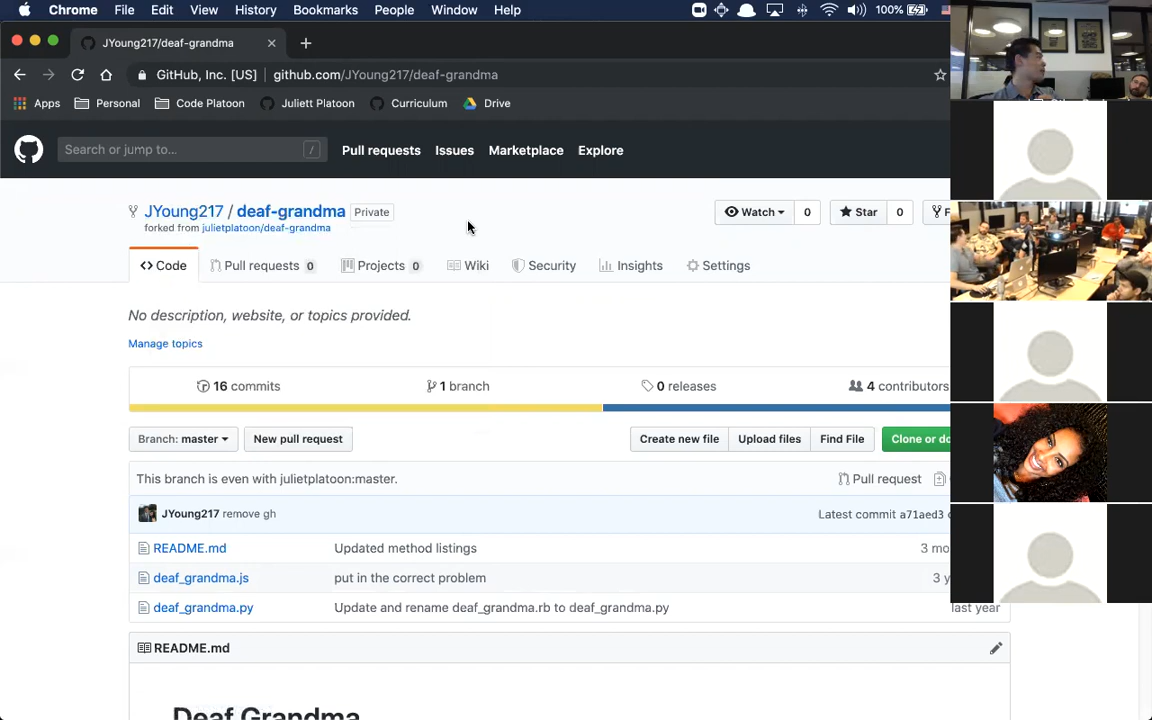 Chrome File Edit View History Bookmarks People Window Help 100%
JYoung217/deaf-grandma
GitHub, Inc. [US] github.com/JYoung217/deaf-grandma
Apps Personal Code Platoon Juliett Platoon Curriculum Drive
Search or jump to... / Pull requests Issues Marketplace Explore
JYoung217 / deaf-grandma Private Watch 0 Star 0 F
forked from julietplatoon/deaf-grandma
Code Pull requests 0 Projects 0 Wiki Security Insights Settings
No description, website, or topics provided.
Manage topics
16 commits 1 branch 0 releases 4 contributors
Branch: master New pull request Create new file Upload files Find File Clone or do
This branch is even with julietplatoon:master. Pull request
JYoung217 remove gh Latest commit a71aed3
README.md Updated method listings 3 mo
deaf_grandma.js put in the correct problem 3 y
deaf_grandma.py Update and rename deaf_grandma.rb to deaf_grandma.py last year
README.md
Deaf Grandma